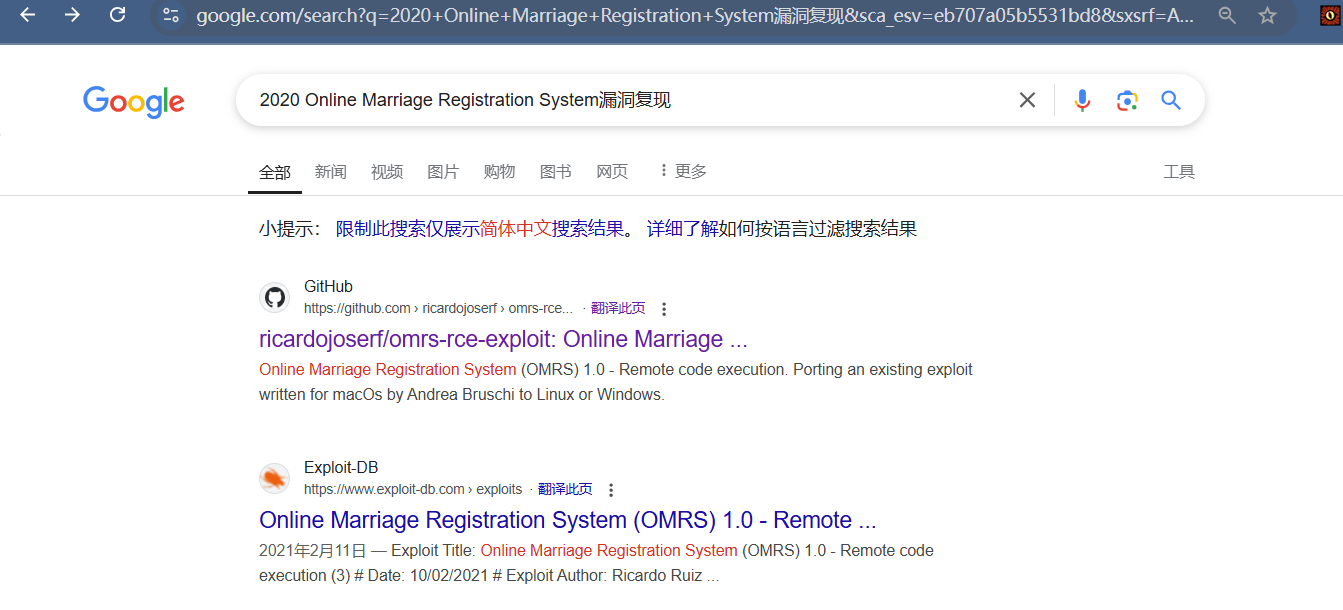 google.com/search?q=2020+Online+Marriage+Registration+System漏洞复现&sca_esv=eb707a05b5531bd8&sxsrf=A...
Google
2020 Online Marriage Registration System漏洞复现
全部 新闻 视频 图片 购物 图书 网页 更多 工具
小提示： 限制此搜索仅展示简体中文搜索结果。 详细了解如何按语言过滤搜索结果
GitHub
https://github.com › ricardojoserf › omrs-rce... · 翻译此页
ricardojoserf/omrs-rce-exploit: Online Marriage ...
Online Marriage Registration System (OMRS) 1.0 - Remote code execution. Porting an existing exploit
written for macOs by Andrea Bruschi to Linux or Windows.
Exploit-DB
https://www.exploit-db.com › exploits · 翻译此页
Online Marriage Registration System (OMRS) 1.0 - Remote ...
2021年2月11日 — Exploit Title: Online Marriage Registration System (OMRS) 1.0 - Remote code
execution (3) # Date: 10/02/2021 # Exploit Author: Ricardo Ruiz ...